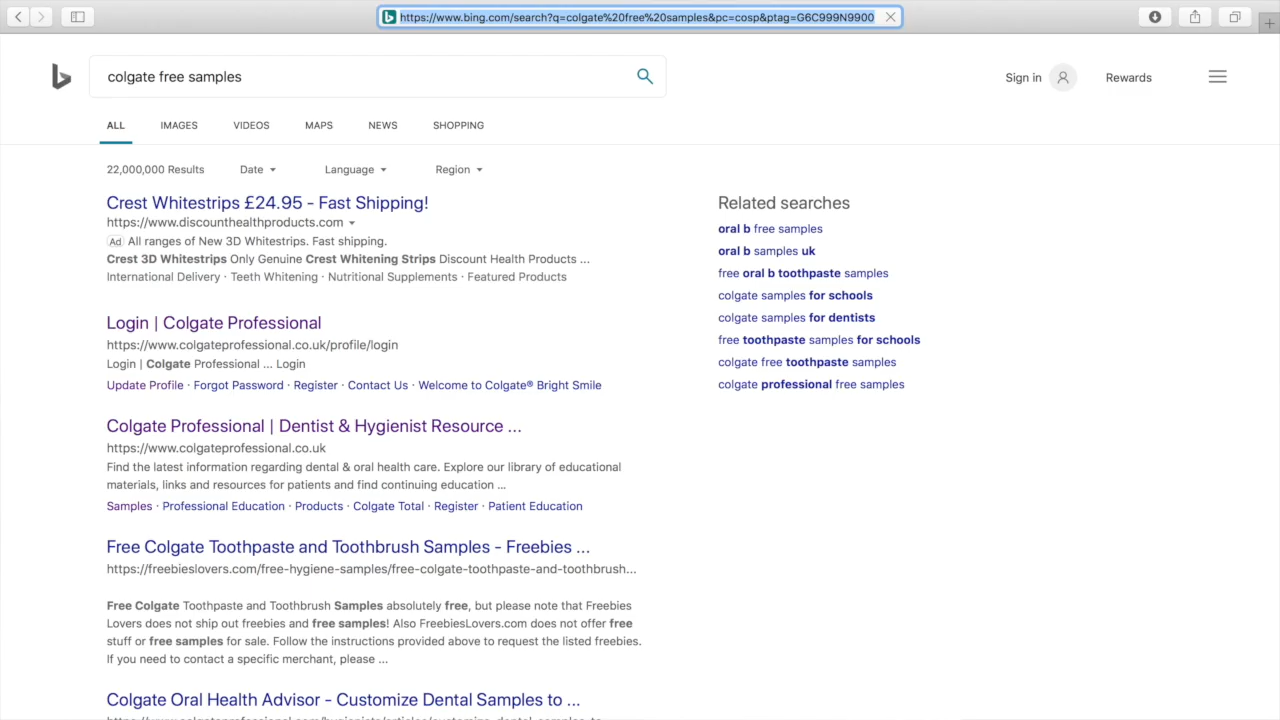 https://www.bing.com/search?q=colgate%20free%20samples&pc=cosp&ptag=G6C999N9900
colgate free samples
Sign in
Rewards
ALL
IMAGES
VIDEOS
MAPS
NEWS
SHOPPING
22,000,000 Results
Date
Language
Region
Crest Whitestrips £24.95 - Fast Shipping!
https://www.discounthealthproducts.com
Ad All ranges of New 3D Whitestrips. Fast shipping.
Crest 3D Whitestrips Only Genuine Crest Whitening Strips Discount Health Products ...
International Delivery · Teeth Whitening · Nutritional Supplements · Featured Products
Login | Colgate Professional
https://www.colgateprofessional.co.uk/profile/login
Login | Colgate Professional ... Login
Update Profile · Forgot Password · Register · Contact Us · Welcome to Colgate® Bright Smile
Colgate Professional | Dentist & Hygienist Resource ...
https://www.colgateprofessional.co.uk
Find the latest information regarding dental & oral health care. Explore our library of educational
materials, links and resources for patients and find continuing education ...
Samples · Professional Education · Products · Colgate Total · Register · Patient Education
Free Colgate Toothpaste and Toothbrush Samples - Freebies ...
https://freebieslovers.com/free-hygiene-samples/free-colgate-toothpaste-and-toothbrush...
Free Colgate Toothpaste and Toothbrush Samples absolutely free, but please note that Freebies
Lovers does not ship out freebies and free samples! Also FreebiesLovers.com does not offer free
stuff or free samples for sale. Follow the instructions provided above to request the listed freebies.
If you need to contact a specific merchant, please ...
Colgate Oral Health Advisor - Customize Dental Samples to ...
Related searches
oral b free samples
oral b samples uk
free oral b toothpaste samples
colgate samples for schools
colgate samples for dentists
free toothpaste samples for schools
colgate free toothpaste samples
colgate professional free samples